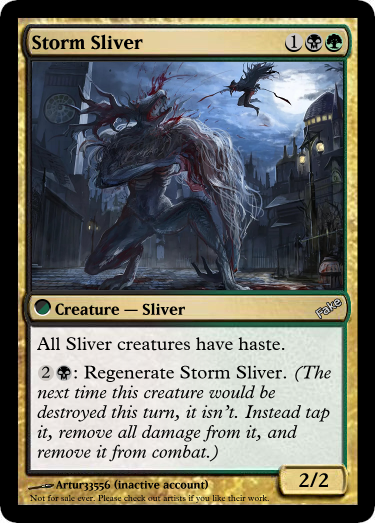 Storm Sliver 1
Creature — Sliver
Fake
All Sliver creatures have haste.
2 : Regenerate Storm Sliver. (The
next time this creature would be
destroyed this turn, it isn't. Instead tap
it, remove all damage from it, and
remove it from combat.)
2/2
Artur33556 (inactive account)
Not for sale ever. Please check out artists if you like their work.